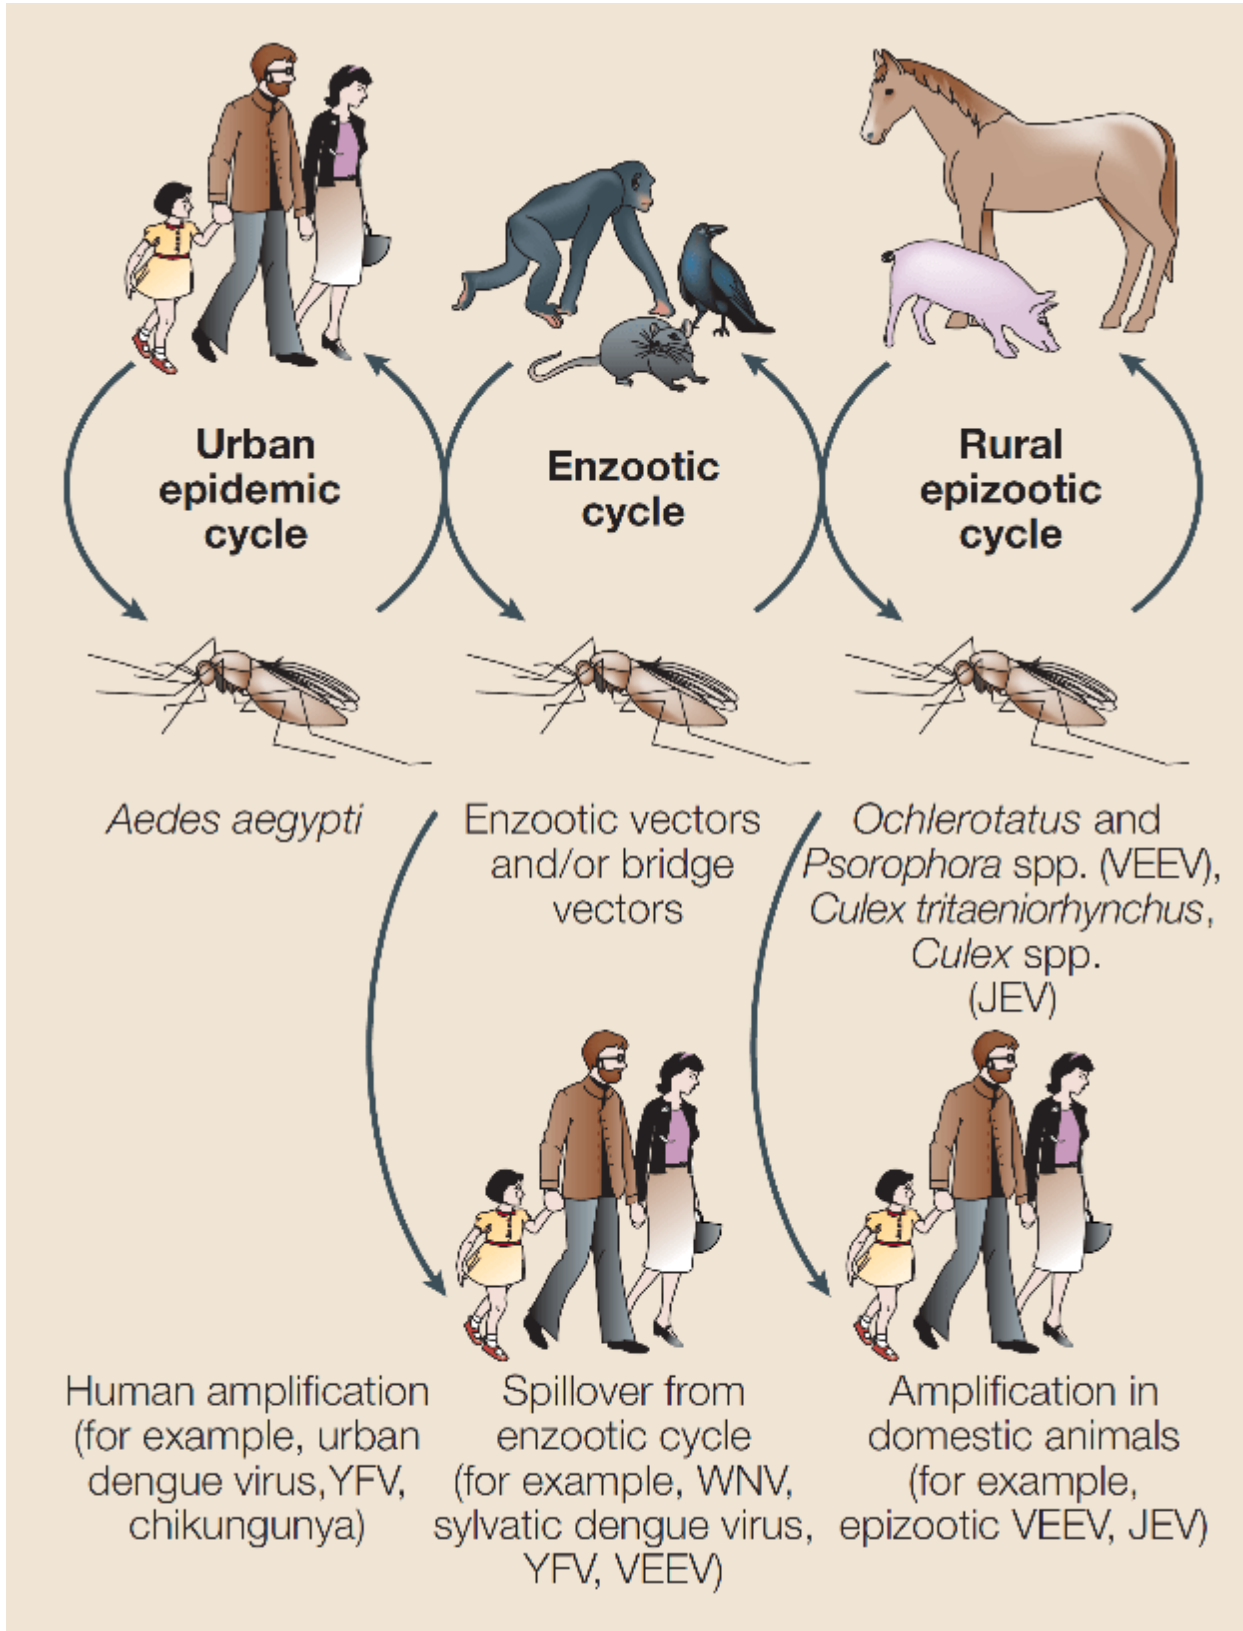 Urban
epidemic
cycle
Enzootic
cycle
Rural
epizootic
cycle
Aedes aegypti
Enzootic vectors
and/or bridge
vectors
Ochlerotatus and
Psorophora spp. (VEEV),
Culex tritaeniorhynchus,
Culex spp.
(JEV)
Human amplification
(for example, urban
dengue virus, YFV,
chikungunya)
Spillover from
enzootic cycle
(for example, WNV,
sylvatic dengue virus,
YFV, VEEV)
Amplification in
domestic animals
(for example,
epizootic VEEV, JEV)